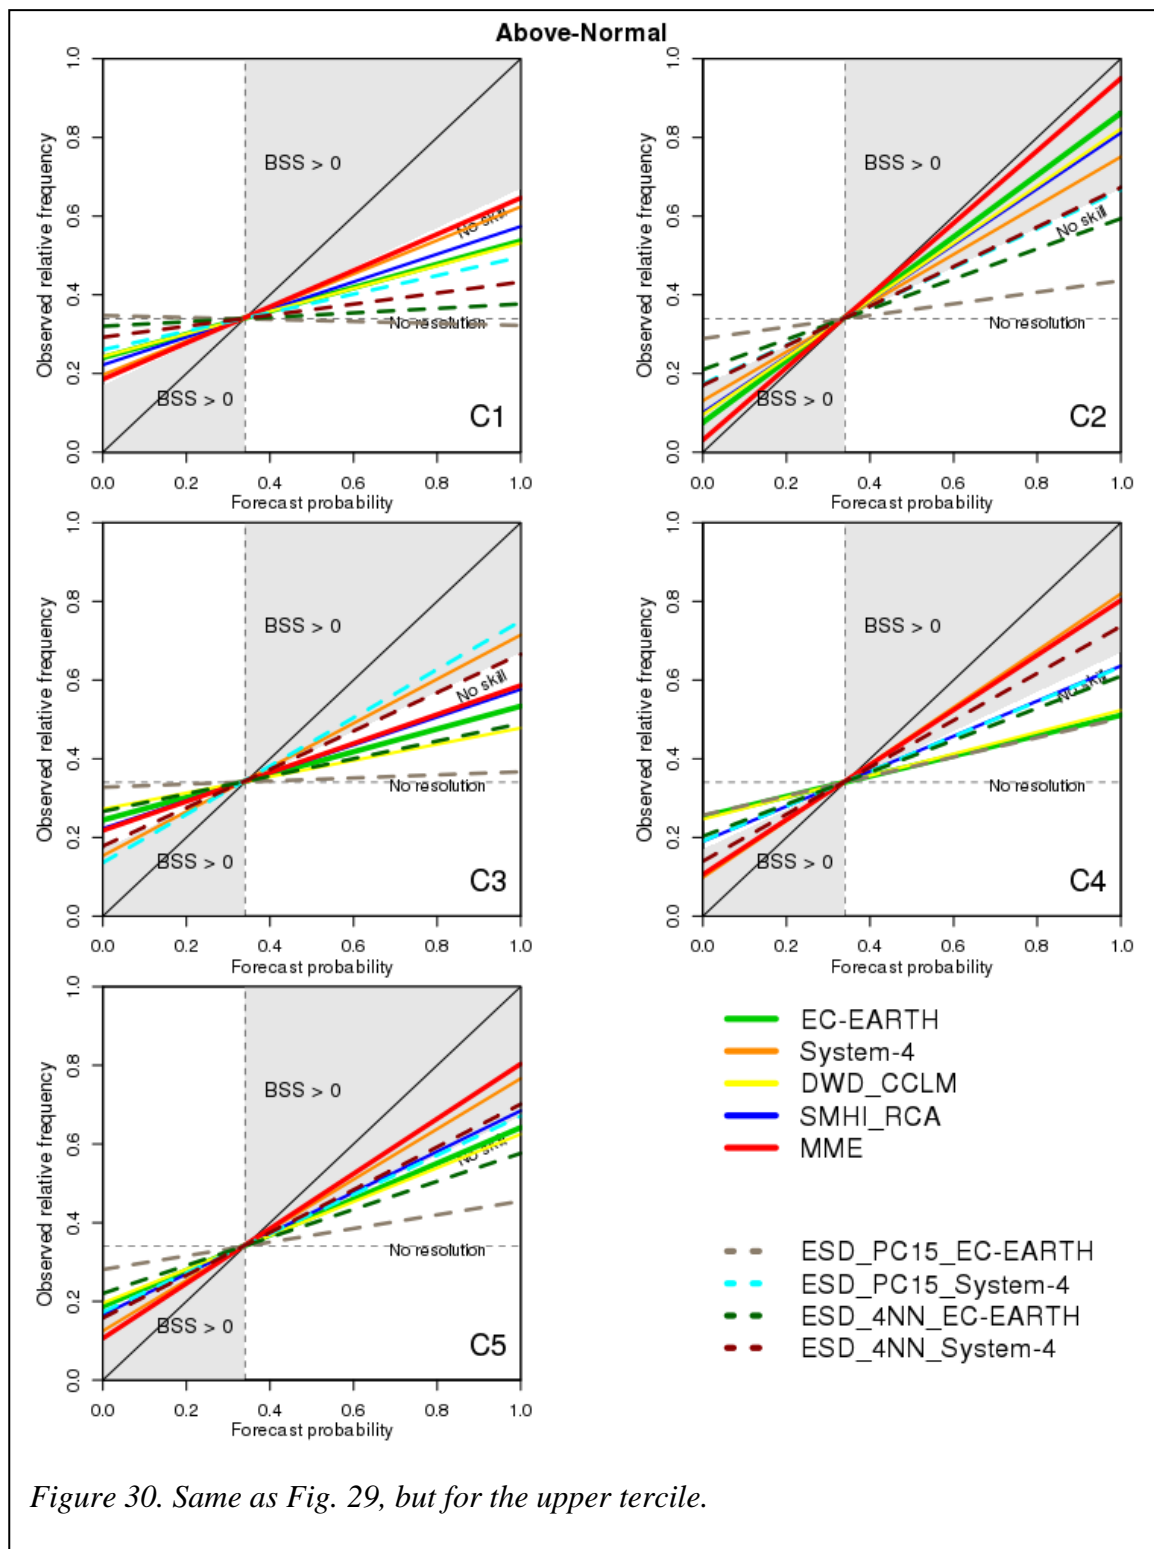 Above-Normal
Observed relative frequency
0.0 0.2 0.4 0.6 0.8 1.0
BSS > 0
No skill
No resolution
BSS > 0
C1
0.0 0.2 0.4 0.6 0.8 1.0
Forecast probability
Observed relative frequency
0.0 0.2 0.4 0.6 0.8 1.0
BSS > 0
No skill
No resolution
BSS > 0
C2
0.0 0.2 0.4 0.6 0.8 1.0
Forecast probability
Observed relative frequency
0.0 0.2 0.4 0.6 0.8 1.0
BSS > 0
No skill
No resolution
BSS > 0
C3
0.0 0.2 0.4 0.6 0.8 1.0
Forecast probability
Observed relative frequency
0.0 0.2 0.4 0.6 0.8 1.0
BSS > 0
No skill
No resolution
BSS > 0
C4
0.0 0.2 0.4 0.6 0.8 1.0
Forecast probability
Observed relative frequency
0.0 0.2 0.4 0.6 0.8 1.0
BSS > 0
No skill
No resolution
BSS > 0
C5
0.0 0.2 0.4 0.6 0.8 1.0
Forecast probability
EC-EARTH
System-4
DWD_CCLM
SMHI_RCA
MME
ESD_PC15_EC-EARTH
ESD_PC15_System-4
ESD_4NN_EC-EARTH
ESD_4NN_System-4
Figure 30. Same as Fig. 29, but for the upper tercile.